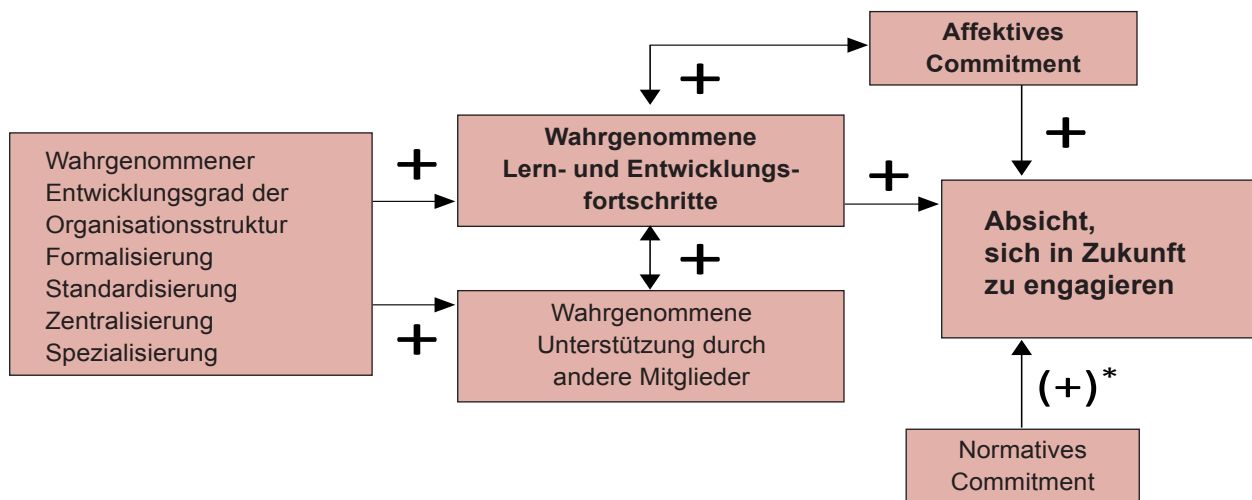 Affektives
Commitment
+
+
Wahrgenommener
Entwicklungsgrad der
Organisationsstruktur
Formalisierung
Standardisierung
Zentralisierung
Spezialisierung
+
+
Wahrgenommene
Lern- und Entwicklungs-
fortschritte
+
+
Wahrgenommene
Unterstützung durch
andere Mitglieder
Absicht,
sich in Zukunft
zu engagieren
(+)*
Normatives
Commitment